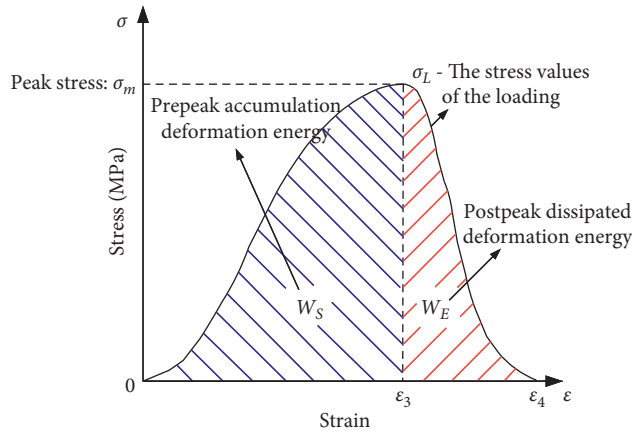 σ
Peak stress: σm
σL - The stress values
of the loading
Prepeak accumulation
deformation energy
Stress (MPa)
Postpeak dissipated
deformation energy
WS
WE
0
ε3
ε4
ε
Strain